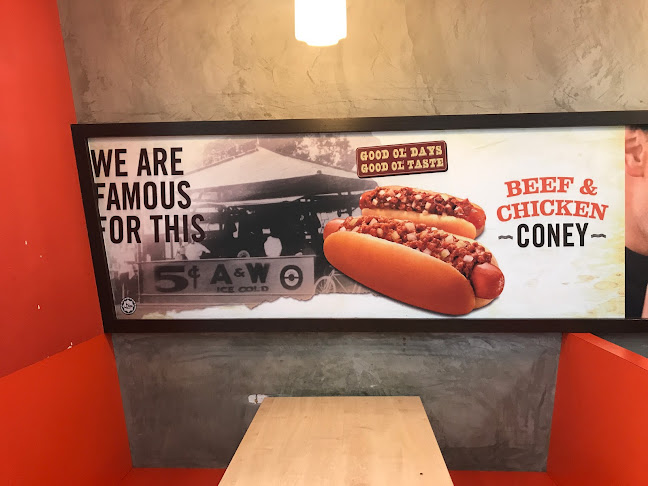 WE ARE
FAMOUS
FOR THIS
5¢ A&W
ICE COLD
GOOD OL' DAYS
GOOD OL' TASTE
BEEF &
CHICKEN
CONEY